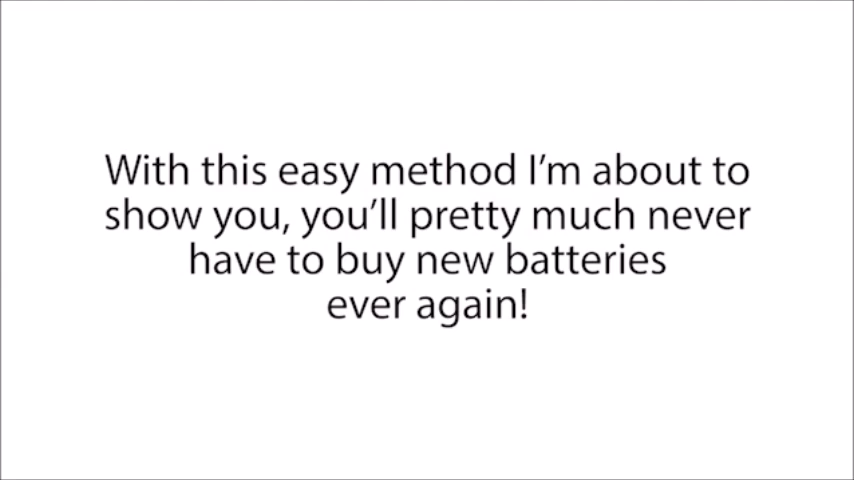 With this easy method I’m about to
show you, you’ll pretty much never
have to buy new batteries
ever again!